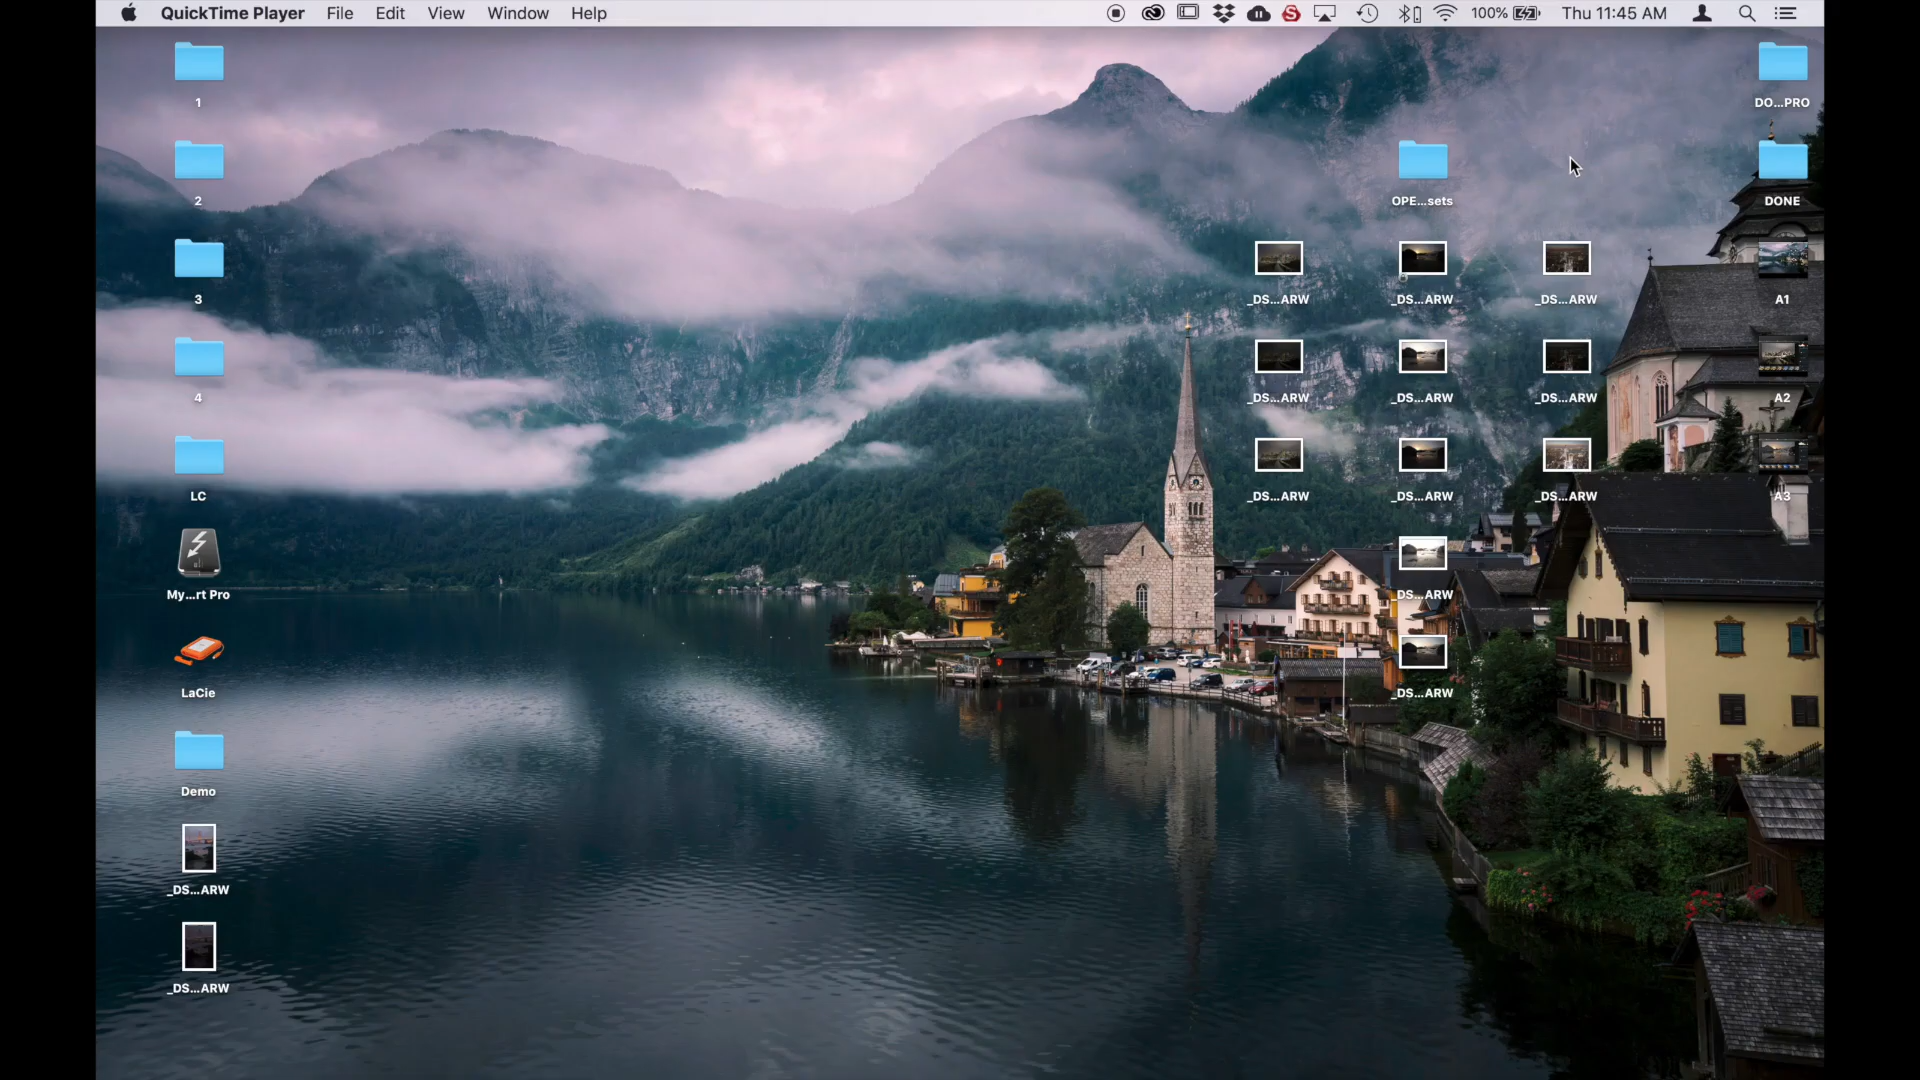 QuickTime Player File Edit View Window Help 100% Thu 11:45 AM
1
DO...PRO
2
OPE...sets
DONE
3
_DS...ARW
_DS...ARW
_DS...ARW
A1
4
_DS...ARW
_DS...ARW
_DS...ARW
A2
LC
_DS...ARW
_DS...ARW
_DS...ARW
A3
My...rt Pro
_DS...ARW
LaCie
_DS...ARW
Demo
_DS...ARW
_DS...ARW